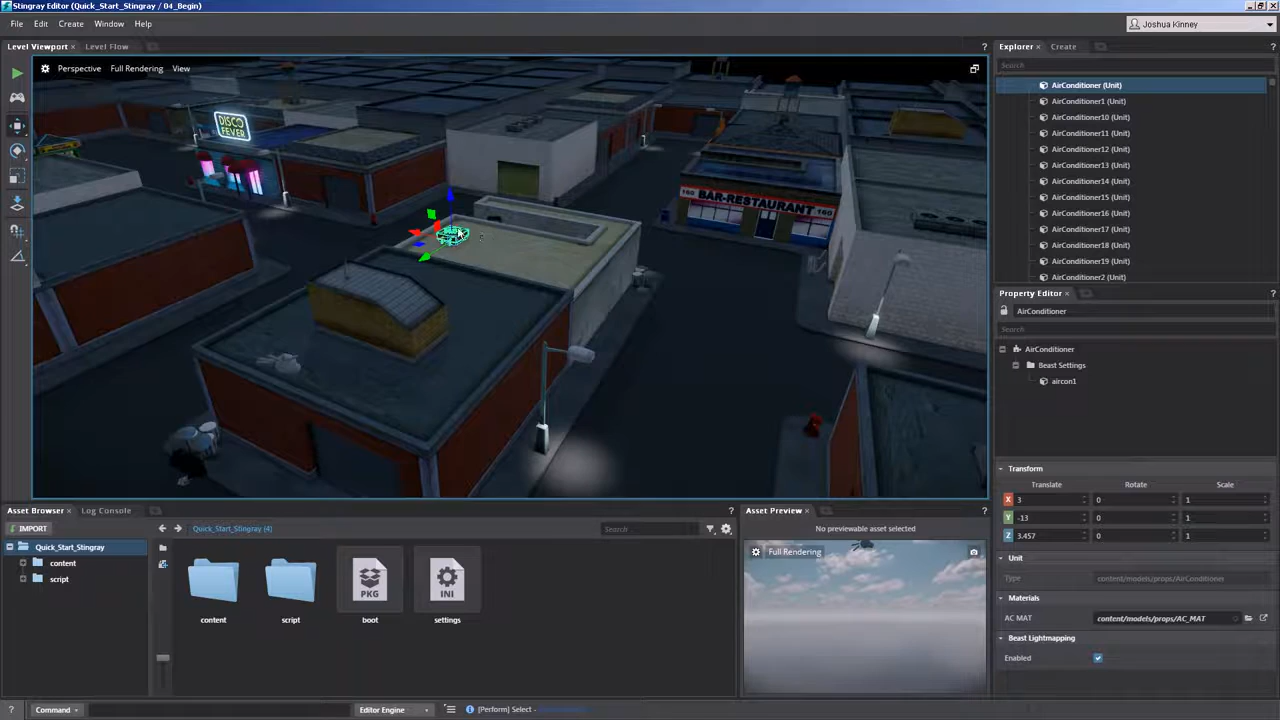 Stingray Editor (Quick_Start_Stingray / 04_Begin)
File Edit Create Window Help
Joshua Kinney
Level Viewport Level Flow
Explorer Create
Perspective Full Rendering View
Search
AirConditioner (Unit)
AirConditioner1 (Unit)
AirConditioner10 (Unit)
AirConditioner11 (Unit)
AirConditioner12 (Unit)
AirConditioner13 (Unit)
AirConditioner14 (Unit)
AirConditioner15 (Unit)
AirConditioner16 (Unit)
AirConditioner17 (Unit)
AirConditioner18 (Unit)
AirConditioner19 (Unit)
AirConditioner2 (Unit)
DISCO
FEVER
160 BAR-RESTAURANT 160
Property Editor
AirConditioner
Search
AirConditioner
Beast Settings
aircon1
Transform
Translate Rotate Scale
X 3 0 1
Y -13 0 1
Z 3.457 0 1
Unit
Type content/models/props/AirConditioner
Materials
AC MAT content/models/props/AC_MAT
Beast Lightmapping
Enabled
Asset Browser Log Console
IMPORT
Quick_Start_Stingray (4)
Search
Quick_Start_Stingray
content
script
PKG
INI
content script boot settings
Asset Preview
No previewable asset selected
Full Rendering
? Command
Editor Engine
[Perform] Select -